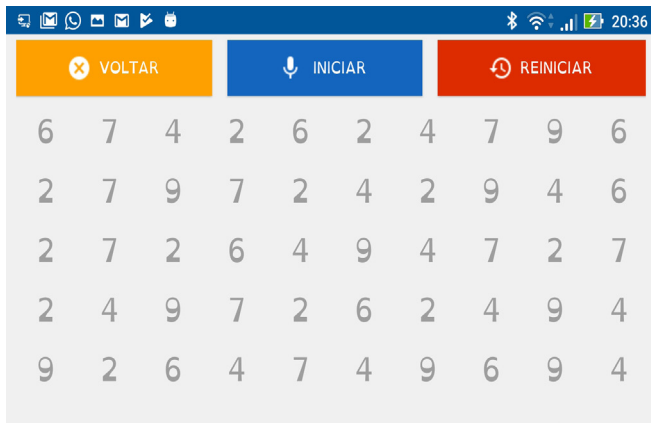 20:36
VOLTAR INICIAR REINICIAR
6 7 4 2 6 2 4 7 9 6
2 7 9 7 2 4 2 9 4 6
2 7 2 6 4 9 4 7 2 7
2 4 9 7 2 6 2 4 9 4
9 2 6 4 7 4 9 6 9 4